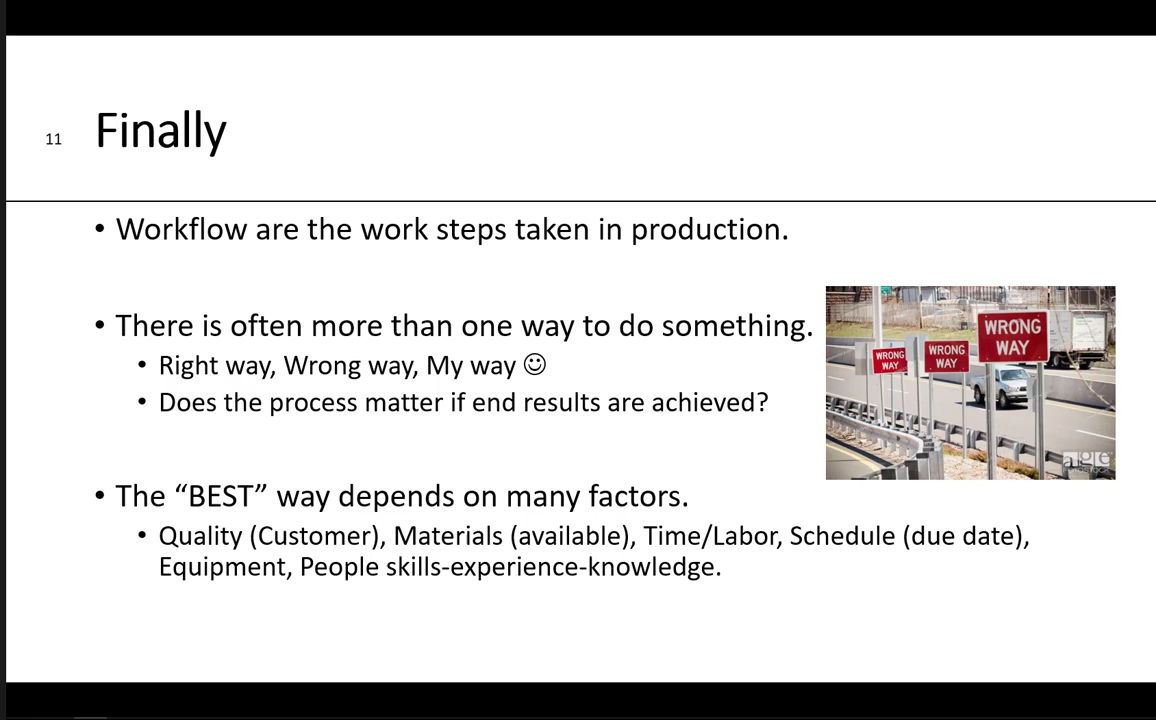 11
Finally
• Workflow are the work steps taken in production.
• There is often more than one way to do something.
• Right way, Wrong way, My way ☺
• Does the process matter if end results are achieved?
WRONG
WAY
WRONG
WAY
WRONG
WAY
age
• The “BEST” way depends on many factors.
• Quality (Customer), Materials (available), Time/Labor, Schedule (due date),
Equipment, People skills-experience-knowledge.